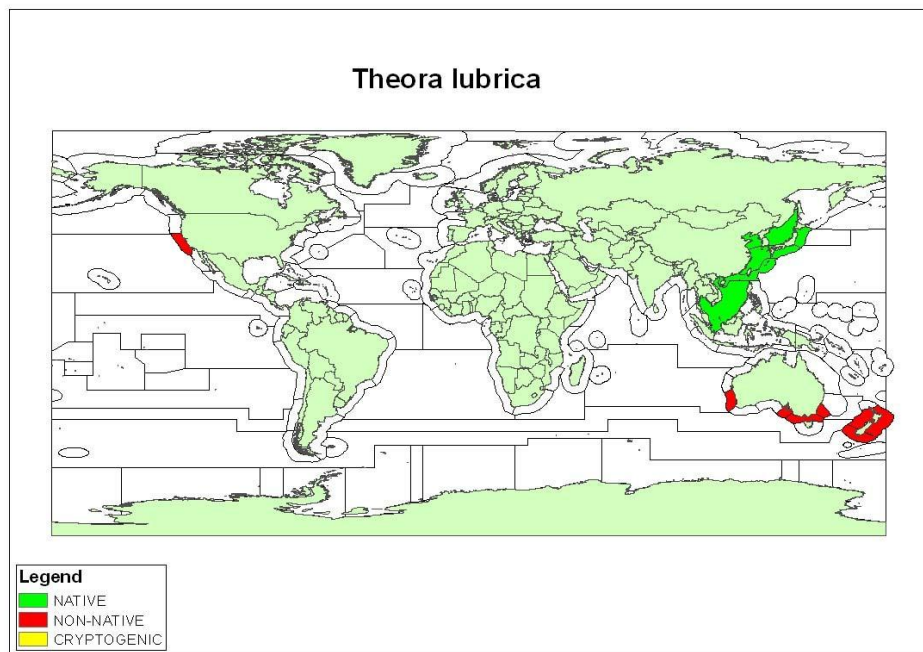 Theora lubrica
Legend
NATIVE
NON-NATIVE
CRYPTOGENIC